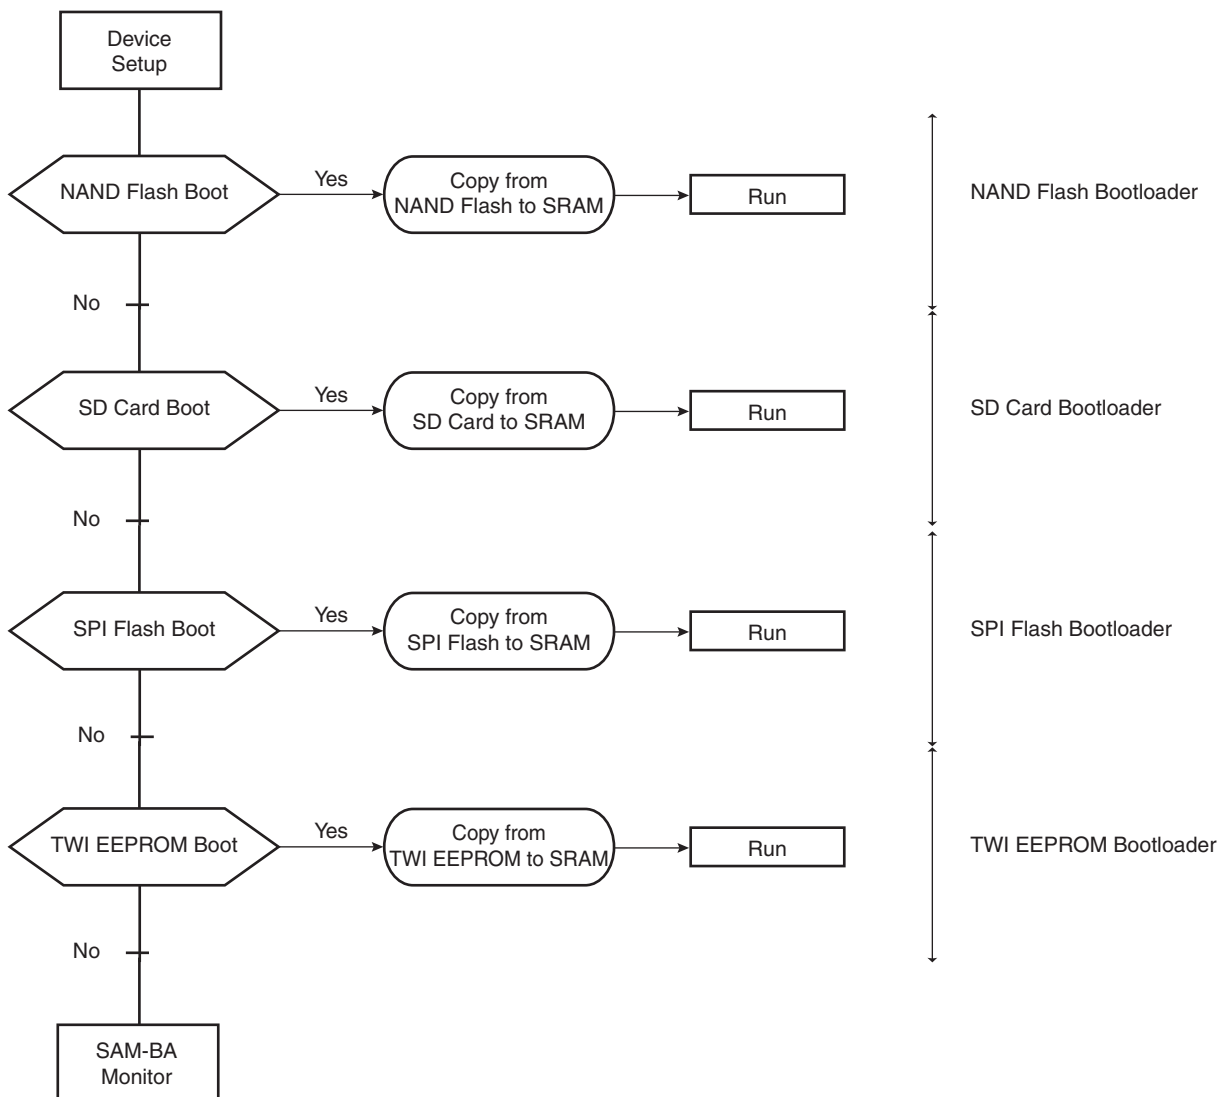 Device
Setup
NAND Flash Boot
Yes
Copy from
NAND Flash to SRAM
Run
NAND Flash Bootloader
No
SD Card Boot
Yes
Copy from
SD Card to SRAM
Run
SD Card Bootloader
No
SPI Flash Boot
Yes
Copy from
SPI Flash to SRAM
Run
SPI Flash Bootloader
No
TWI EEPROM Boot
Yes
Copy from
TWI EEPROM to SRAM
Run
TWI EEPROM Bootloader
No
SAM-BA
Monitor